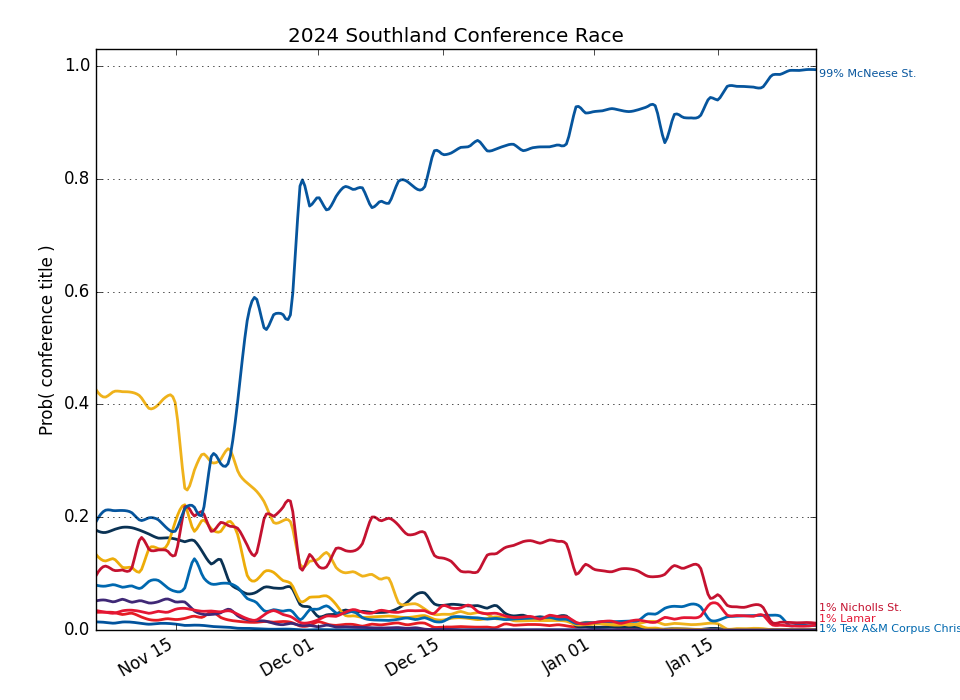 2024 Southland Conference Race
1.0
0.8
0.6
0.4
0.2
0.0
Prob( conference title )
99% McNeese St.
1% Nicholls St.
1% Lamar
1% Tex A&M Corpus Chris
Nov 15
Dec 01
Dec 15
Jan 01
Jan 15